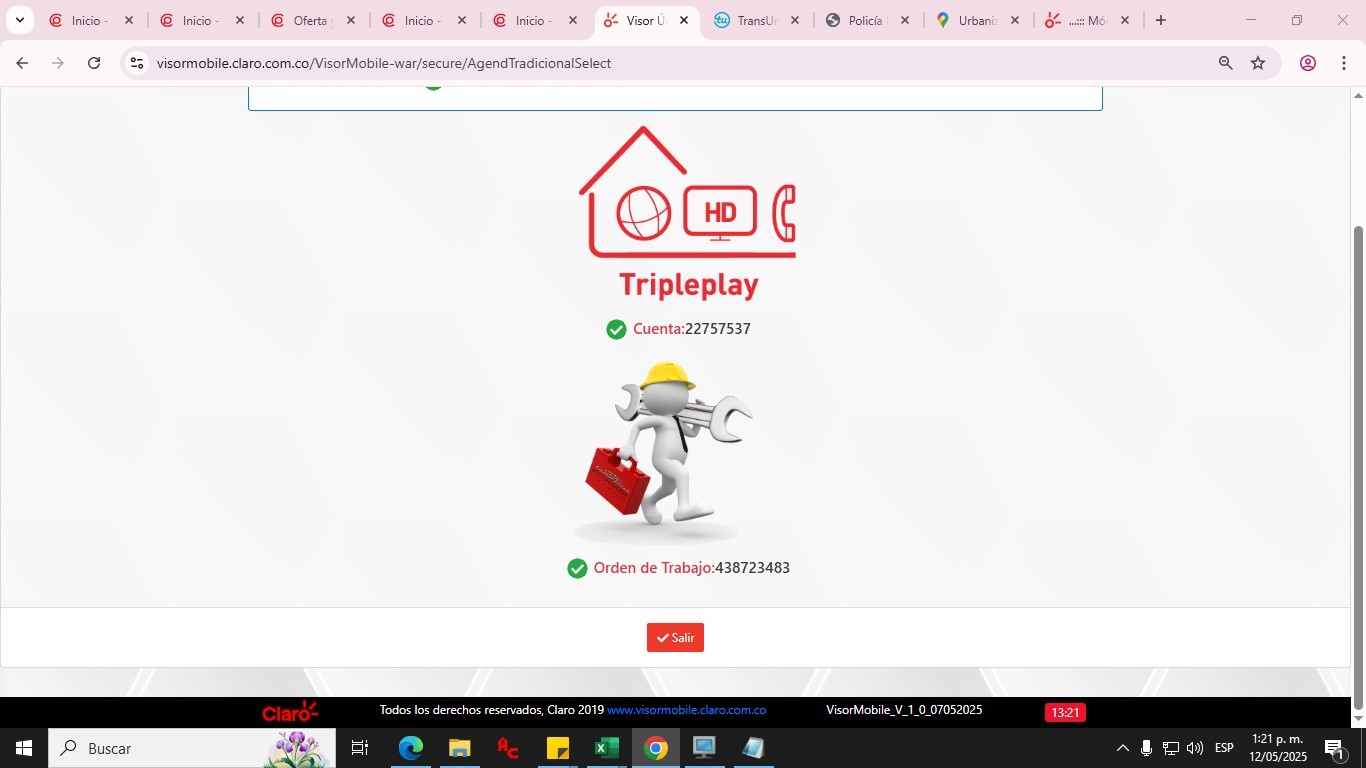 Inicio -
Inicio -
Oferta y
Inicio -
Inicio -
Visor Ú
TransUr
Policía
Urbaniz
...::: Mó
visormobile.claro.com.co/VisorMobile-war/secure/AgendTradicionalSelect
HD
Tripleplay
Cuenta:22757537
Orden de Trabajo:438723483
Salir
Claro
Todos los derechos reservados, Claro 2019 www.visormobile.claro.com.co
VisorMobile_V_1_0_07052025
13:21
Buscar
ESP
1:21 p. m.
12/05/2025
1